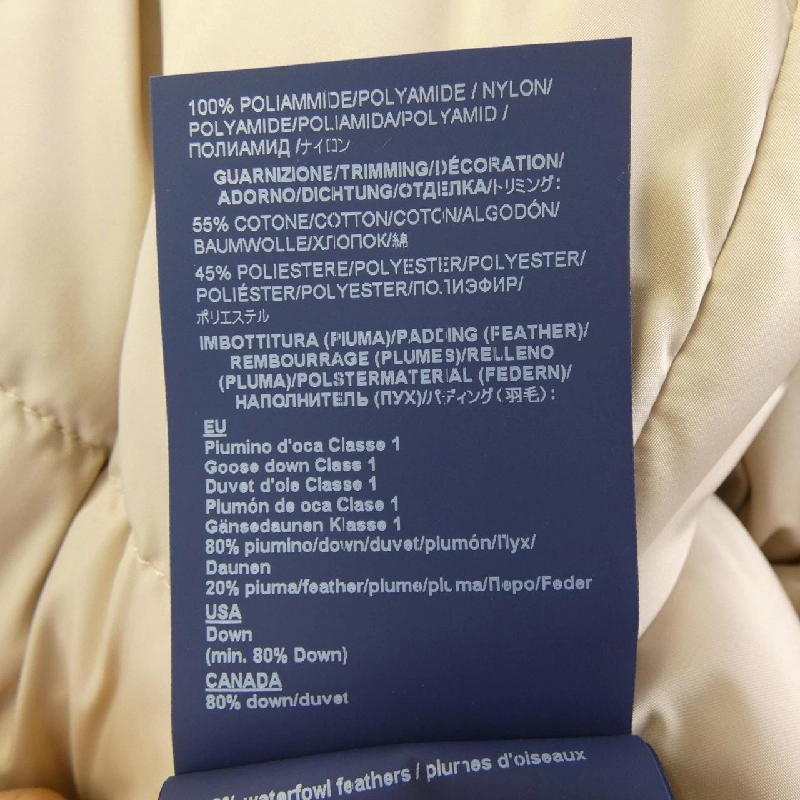 100% POLIAMMIDE/POLYAMIDE / NYLON/
POLYAMIDE/POLIAMIDA/POLYAMID /
ПОЛИАМИД /ナイロン
GUARNIZIONE/TRIMMING/DÉCORATION/
ADORNO/DICHTUNG/ОТДЕЛКА/トリミング:
55% COTONE/COTTON/COTON/ALGODÓN/
BAUMWOLLE/ХЛОПОК/綿
45% POLIESTERE/POLYESTER/POLYESTER/
POLIÉSTER/POLYESTER/ПОЛИЭФИР/
ポリエステル
IMBOTTITURA (PIUMA)/PADDING (FEATHER)/
REMBOURRAGE (PLUMES)/RELLENO
(PLUMA)/POLSTERMATERIAL (FEDERN)/
НАПОЛНИТЕЛЬ (ПУХ)/パディング(羽毛):
EU
Piumino d'oca Classe 1
Goose down Class 1
Duvet d'oie Classe 1
Plumón de oca Clase 1
Gänsedaunen Klasse 1
80% piumino/down/duvet/plumón/Пух/
Daunen
20% piuma/feather/plume/pluma/Перо/Feder
USA
Down
(min. 80% Down)
CANADA
80% down/duvet
waterfowl feathers / plumes d'oiseaux